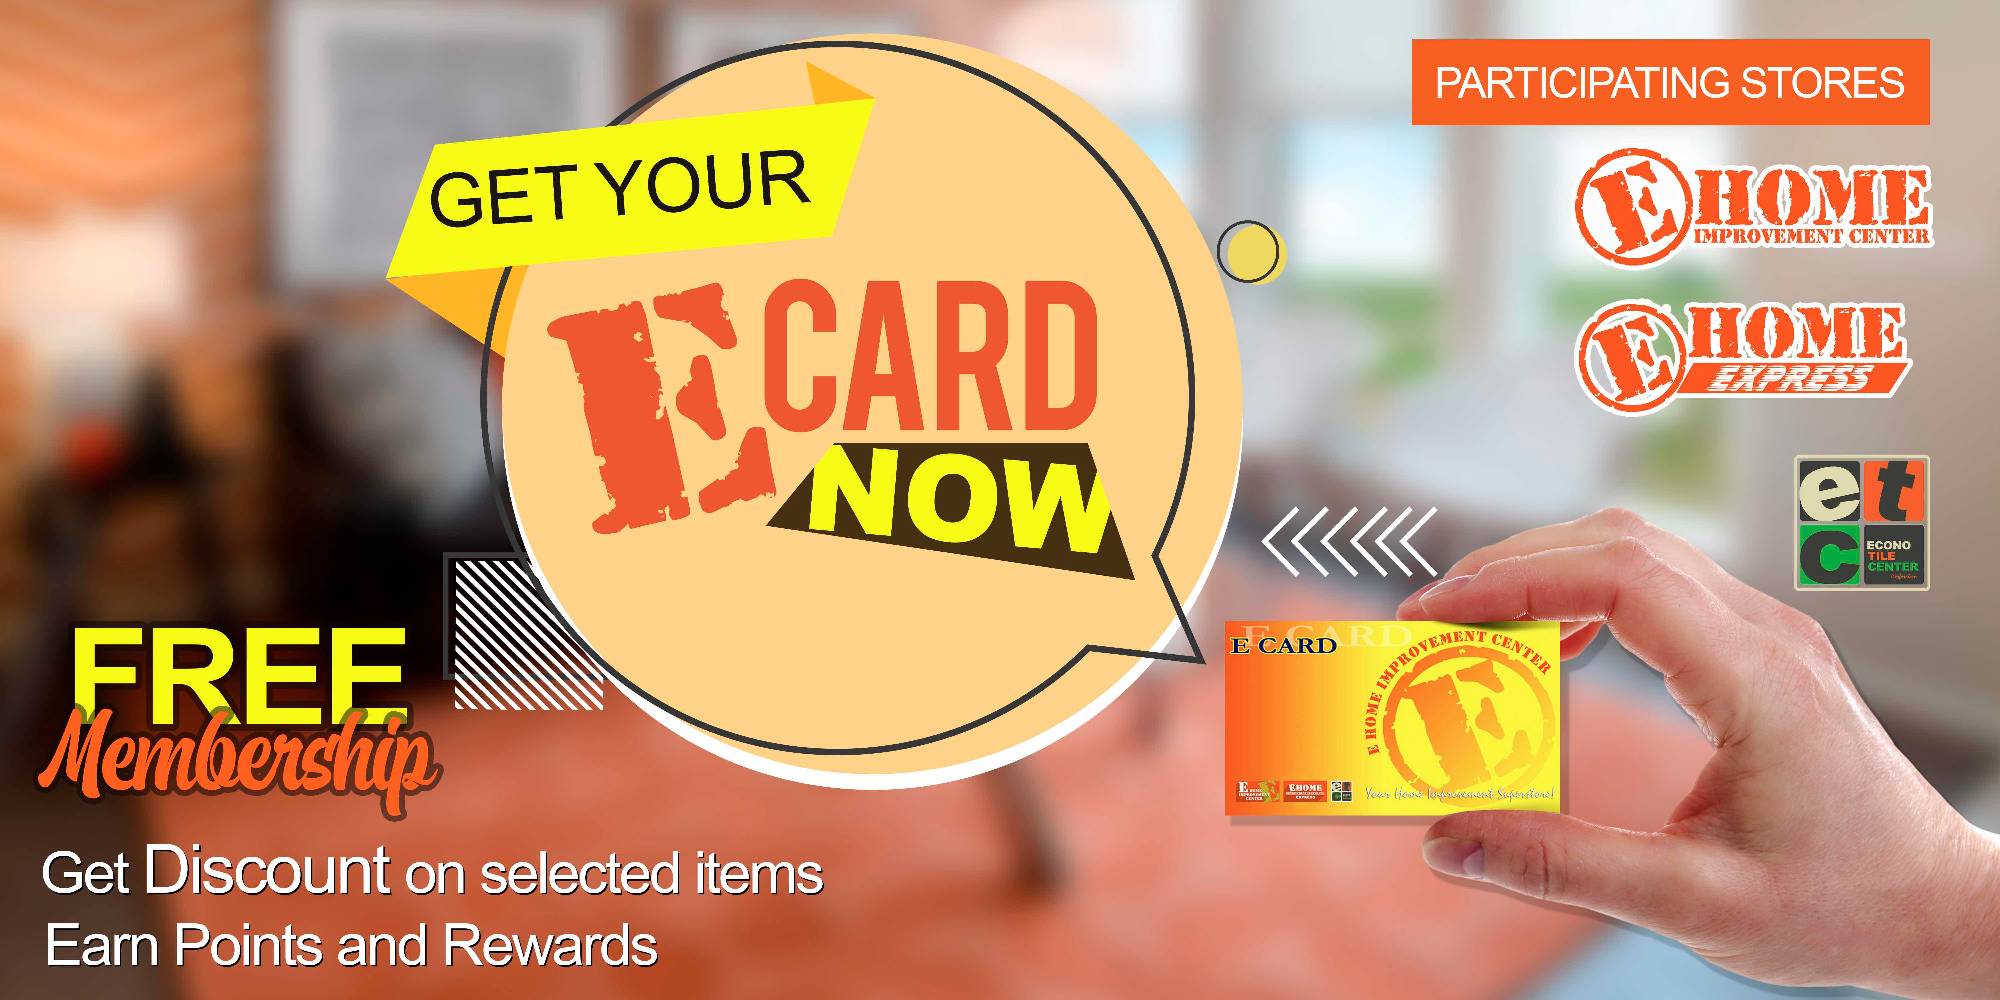 GET YOUR
E CARD
NOW
FREE
Membership
Get Discount on selected items
Earn Points and Rewards
PARTICIPATING STORES
E HOME
IMPROVEMENT CENTER
E HOME
EXPRESS
etc
ECONO
TILE
CENTER
E CARD
E CARD
E HOME IMPROVEMENT CENTER
E
Your Home Improvement Superstore!